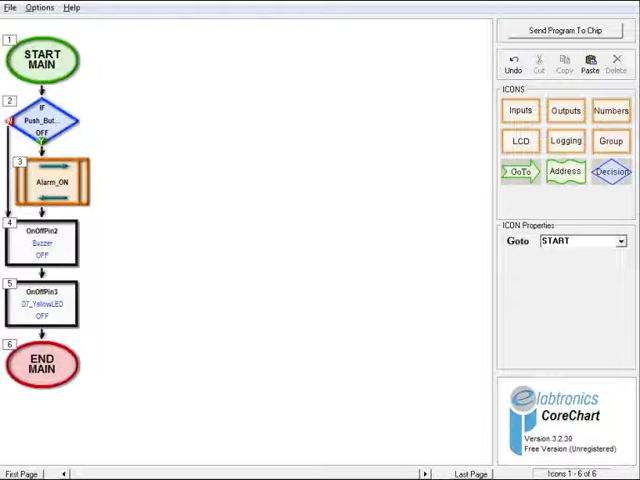 File Options Help
1
START
MAIN
2
IF
Push_But...
OFF
3
Alarm_ON
4
OnOffPin2
Buzzer
OFF
5
OnOffPin3
D7_YellowLED
OFF
6
END
MAIN
First Page
Last Page
Send Program To Chip
Undo Cut Copy Paste Delete
ICONS
Inputs Outputs Numbers
LCD Logging Group
GoTo Address Decision
ICON Properties
Goto START
elabtronics
CoreChart
Version 3.2.30
Free Version (Unregistered)
Icons 1 - 6 of 6